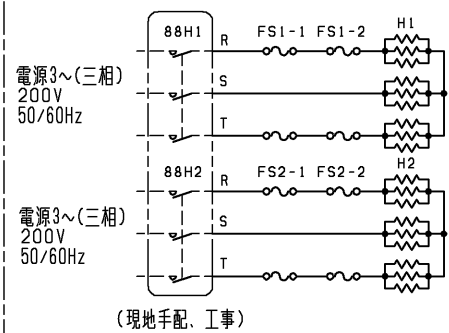 88H1
R
FS1-1
FS1-2
H1
電源3～(三相)
200V
50/60Hz
S
T
88H2
R
FS2-1
FS2-2
H2
電源3～(三相)
200V
50/60Hz
S
T
(現地手配、工事)